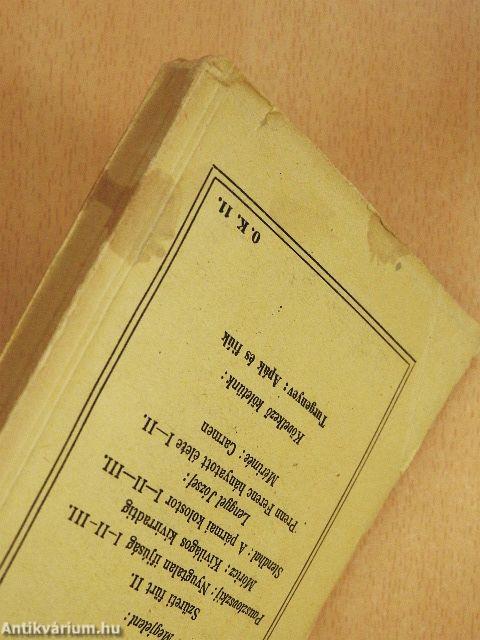 Megjelent:
Szüreti fürt II.
Pausztovszkij: Nyugtalan ifjúság I–II–III.
Móricz: Kivilágos kivirradtig
Stendhal: A pármai kolostor I–II–III.
Lengyel József:
Prenn Ferenc hányatott élete I–II.
Mérimée: Carmen
Következő kötetünk:
Turgenyev: Apák és fiúk
O. K. 11.
Antikvárium.hu